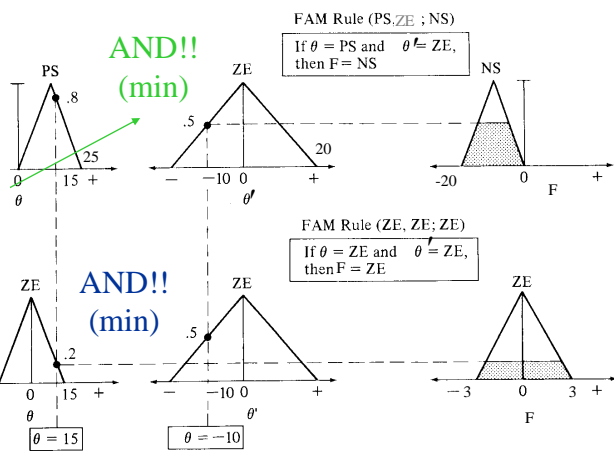 FAM Rule (PS,ZE ; NS)
If θ = PS and θ′= ZE,
then F= NS
AND!!
(min)
PS
.8
25
0
15
+
θ
ZE
.5
20
−
−10
0
+
θ′
NS
-20
0
F
+
FAM Rule (ZE, ZE; ZE)
If θ = ZE and θ′= ZE,
then F = ZE
AND!!
(min)
ZE
.2
0
15
+
θ
ZE
.5
−
−10
0
+
θ'
ZE
−3
0
3
+
F
θ = 15
θ =−10